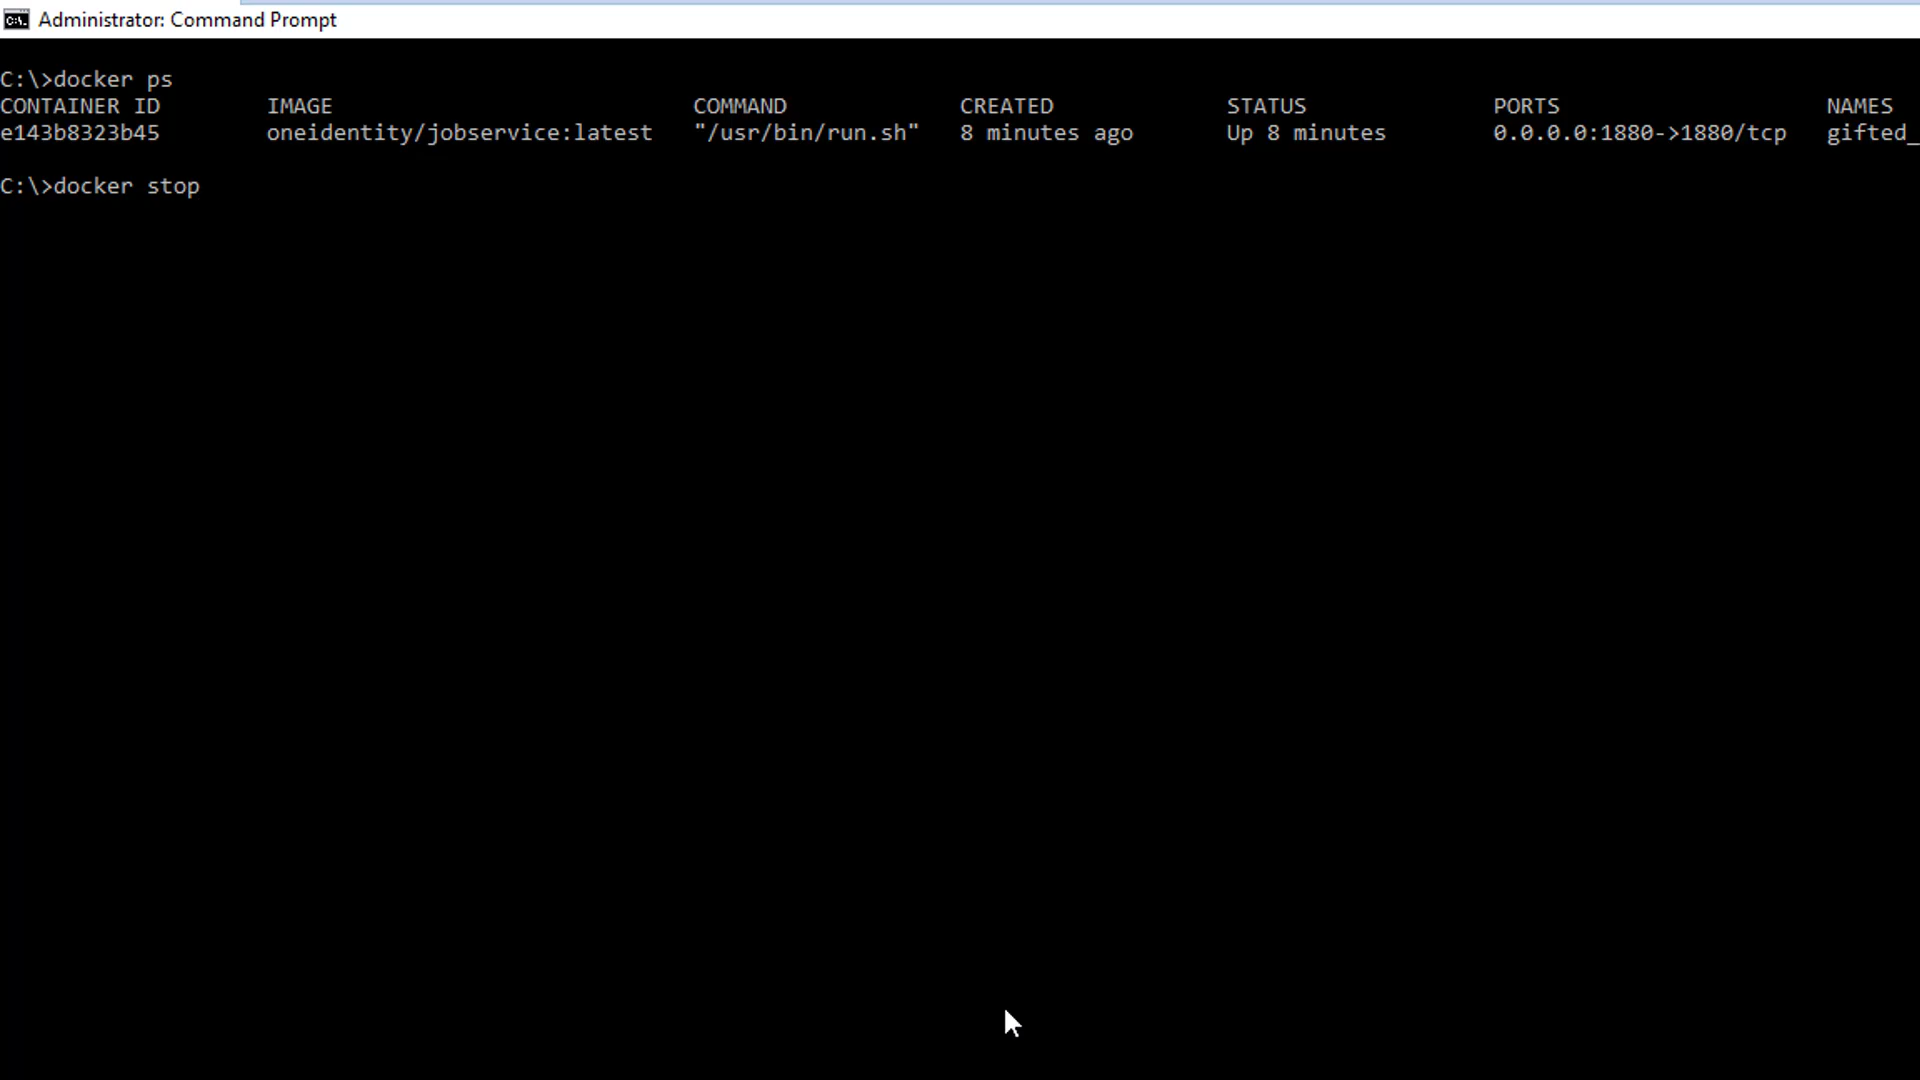 Administrator: Command Prompt
C:\>docker ps
CONTAINER ID IMAGE COMMAND CREATED STATUS PORTS NAMES
e143b8323b45 oneidentity/jobservice:latest "/usr/bin/run.sh" 8 minutes ago Up 8 minutes 0.0.0.0:1880->1880/tcp gifted_
C:\>docker stop